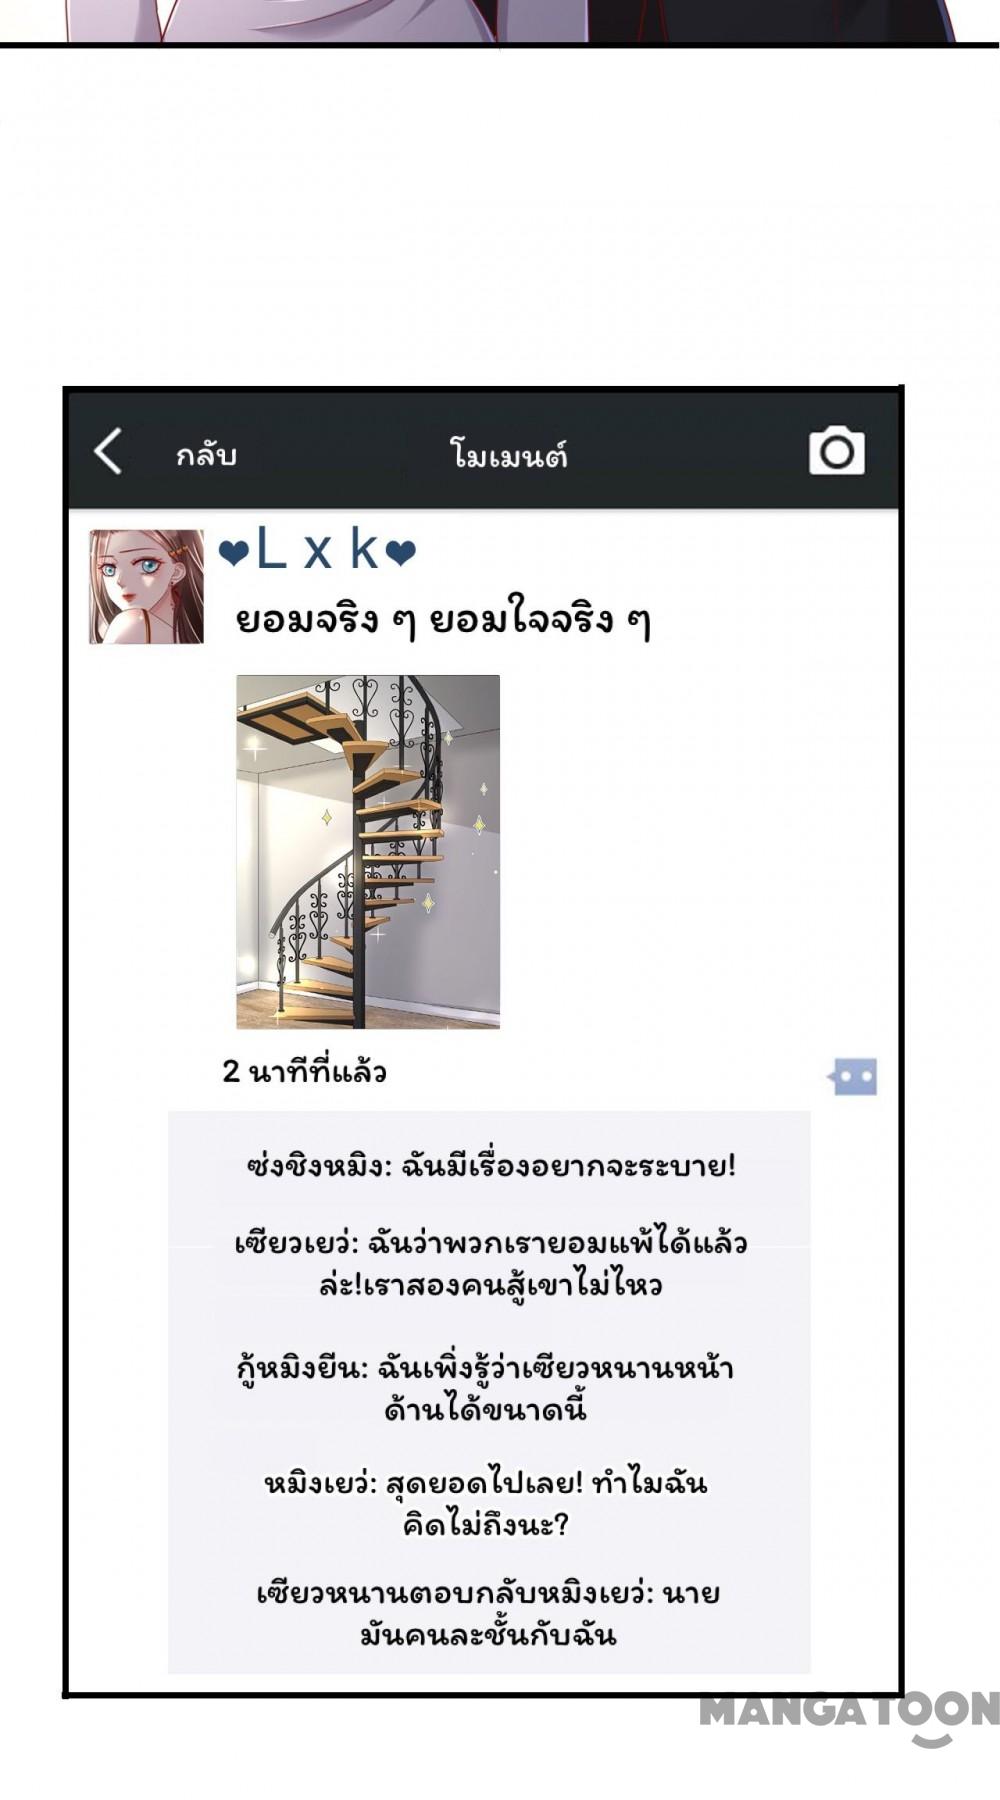 กลับ
โมเมนต์
❤L x k❤
ยอมจริง ๆ ยอมใจจริง ๆ
2 นาทีที่แล้ว
ซ่งชิงหมิง: ฉันมีเรื่องอยากจะระบาย!
เซียวเยว่: ฉันว่าพวกเรายอมแพ้ได้แล้ว
ล่ะ!เราสองคนสู้เขาไม่ไหว
กู้หมิงยีน: ฉันเพิ่งรู้ว่าเซียวหนานหน้า
ด้านได้ขนาดนี้
หมิงเยว่: สุดยอดไปเลย! ทำไมฉัน
คิดไม่ถึงนะ?
เซียวหนานตอบกลับหมิงเยว่: นาย
มันคนละชั้นกับฉัน
MANGATOON